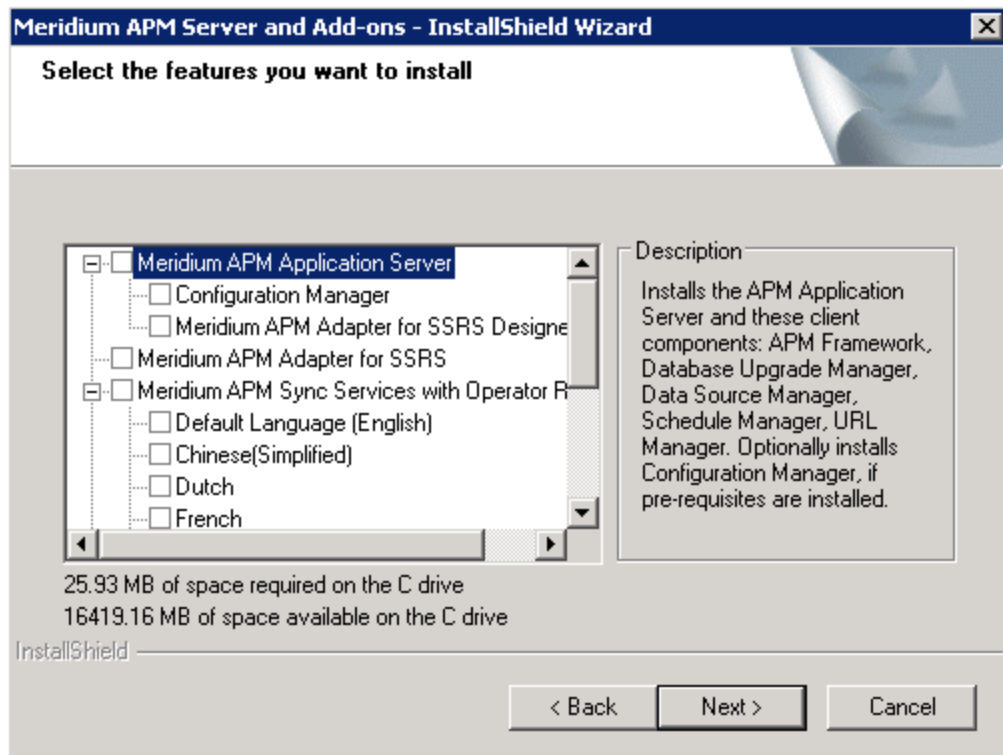 Meridium APM Server and Add-ons - InstallShield Wizard
Select the features you want to install
Meridium APM Application Server
Configuration Manager
Meridium APM Adapter for SSRS Designe
Meridium APM Adapter for SSRS
Meridium APM Sync Services with Operator R
Default Language (English)
Chinese(Simplified)
Dutch
French
Description
Installs the APM Application
Server and these client
components: APM Framework,
Database Upgrade Manager,
Data Source Manager,
Schedule Manager, URL
Manager. Optionally installs
Configuration Manager, if
pre-requisites are installed.
25.93 MB of space required on the C drive
16419.16 MB of space available on the C drive
InstallShield
< Back
Next >
Cancel